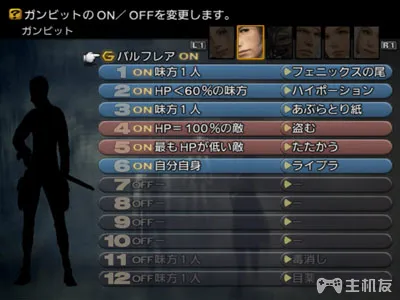 ガンビットのON／OFFを変更します。
ガンビット
L1 R1
G バルフレア ON
1 ON 味方1人 フェニックスの尾
2 ON HP＜60％の味方 ハイポーション
3 ON 味方1人 あぶらとり紙
4 ON HP＝100％の敵 盗む
5 ON 最もHPが低い敵 たたかう
6 ON 自分自身 ライブラ
7 OFF － －
8 OFF － －
9 OFF － －
10 OFF － －
11 OFF 味方1人 毒消し
12 OFF 味方1人 目薬
主机友